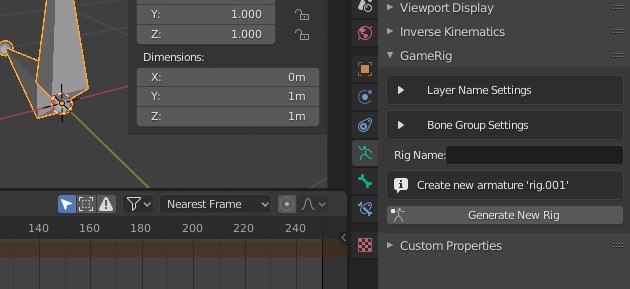 Y: 1.000
Z: 1.000
Dimensions:
X: 0m
Y: 1m
Z: 1m
Nearest Frame
140 160 180 200 220 240
Viewport Display
Inverse Kinematics
GameRig
Layer Name Settings
Bone Group Settings
Rig Name:
Create new armature 'rig.001'
Generate New Rig
Custom Properties